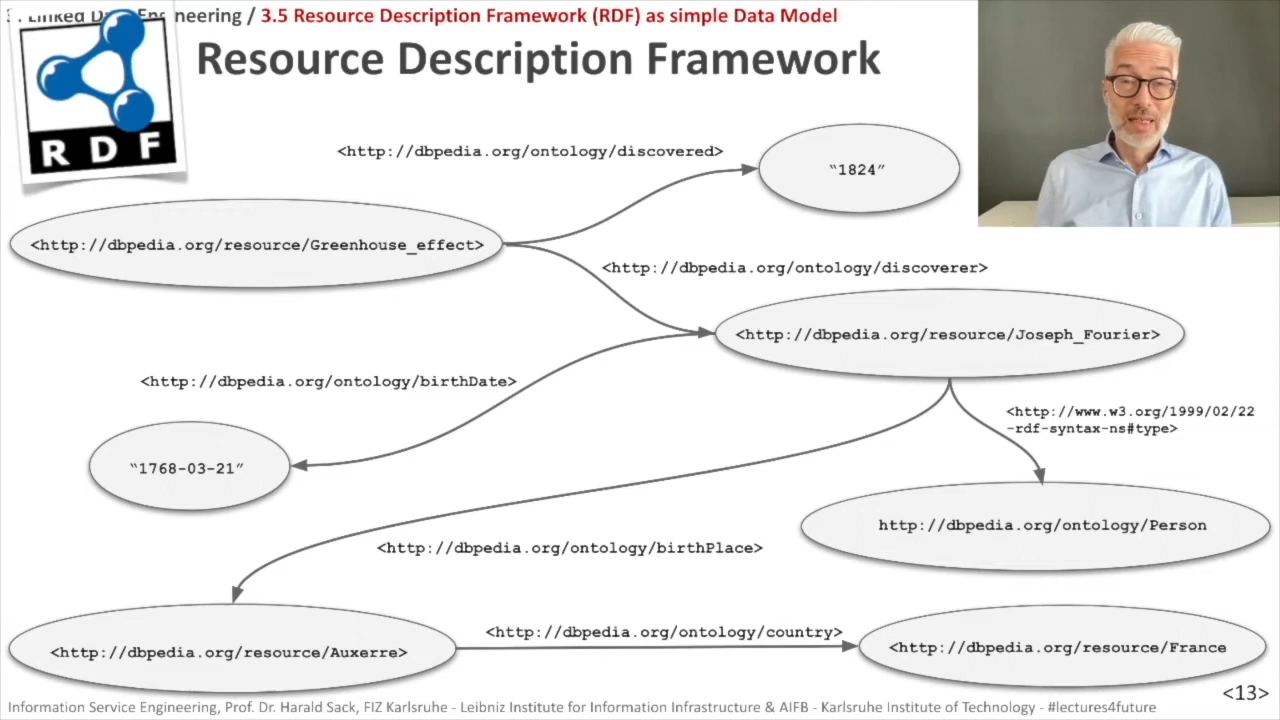 3. Linked Data Engineering / 3.5 Resource Description Framework (RDF) as simple Data Model
Resource Description Framework
RDF
<http://dbpedia.org/ontology/discovered>
“1824”
<http://dbpedia.org/resource/Greenhouse_effect>
<http://dbpedia.org/ontology/discoverer>
<http://dbpedia.org/resource/Joseph_Fourier>
<http://dbpedia.org/ontology/birthDate>
<http://www.w3.org/1999/02/22
-rdf-syntax-ns#type>
“1768-03-21”
http://dbpedia.org/ontology/Person
<http://dbpedia.org/ontology/birthPlace>
<http://dbpedia.org/ontology/country>
<http://dbpedia.org/resource/Auxerre>
<http://dbpedia.org/resource/France
<13>
Information Service Engineering, Prof. Dr. Harald Sack, FIZ Karlsruhe - Leibniz Institute for Information Infrastructure & AIFB - Karlsruhe Institute of Technology - #lectures4future